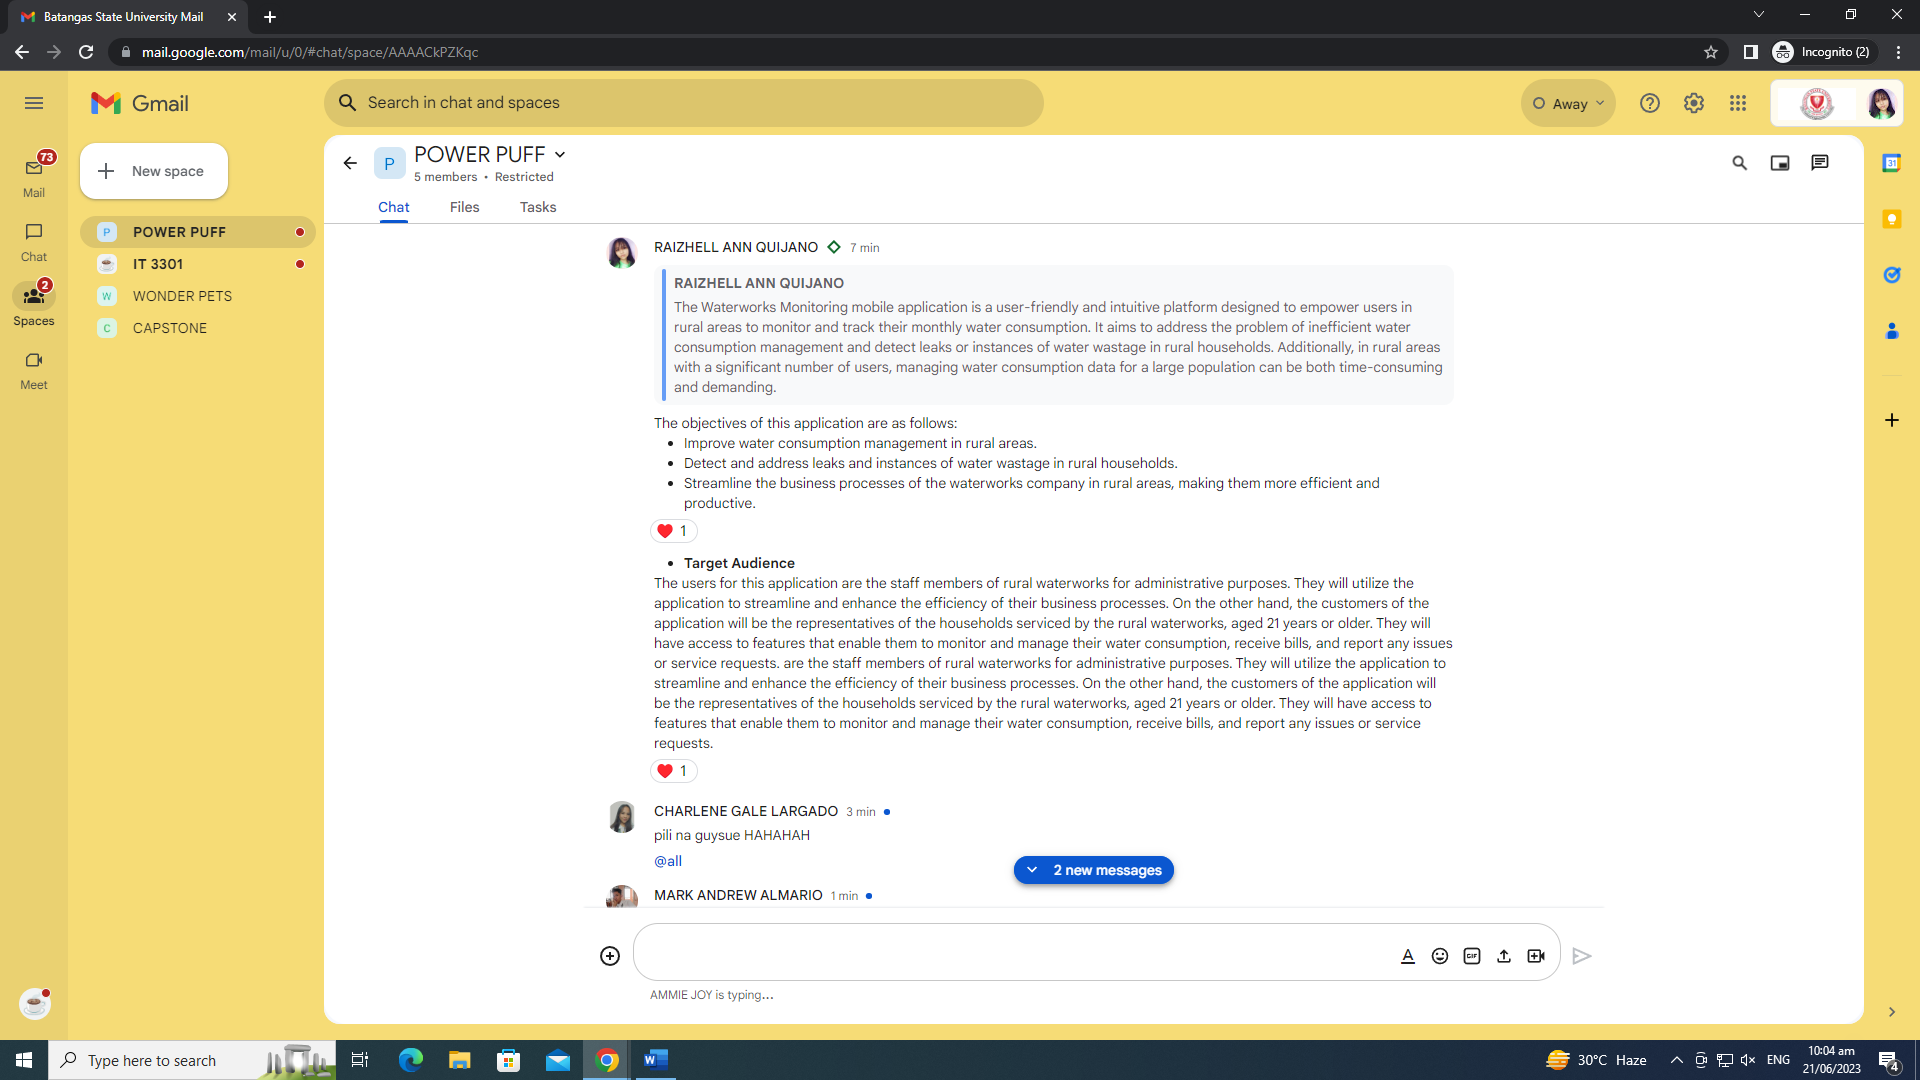 Batangas State University Mail
mail.google.com/mail/u/0/#chat/space/AAAACkPZKqc
Incognito (2)
Gmail
Search in chat and spaces
Away
73
Mail
Chat
2
Spaces
Meet
New space
P POWER PUFF
IT 3301
W WONDER PETS
C CAPSTONE
P
POWER PUFF
5 members • Restricted
Chat Files Tasks
31
RAIZHELL ANN QUIJANO 7 min
RAIZHELL ANN QUIJANO
The Waterworks Monitoring mobile application is a user-friendly and intuitive platform designed to empower users in
rural areas to monitor and track their monthly water consumption. It aims to address the problem of inefficient water
consumption management and detect leaks or instances of water wastage in rural households. Additionally, in rural areas
with a significant number of users, managing water consumption data for a large population can be both time-consuming
and demanding.
The objectives of this application are as follows:
• Improve water consumption management in rural areas.
• Detect and address leaks and instances of water wastage in rural households.
• Streamline the business processes of the waterworks company in rural areas, making them more efficient and
productive.
1
• Target Audience
The users for this application are the staff members of rural waterworks for administrative purposes. They will utilize the
application to streamline and enhance the efficiency of their business processes. On the other hand, the customers of the
application will be the representatives of the households serviced by the rural waterworks, aged 21 years or older. They will
have access to features that enable them to monitor and manage their water consumption, receive bills, and report any issues
or service requests. are the staff members of rural waterworks for administrative purposes. They will utilize the application to
streamline and enhance the efficiency of their business processes. On the other hand, the customers of the application will
be the representatives of the households serviced by the rural waterworks, aged 21 years or older. They will have access to
features that enable them to monitor and manage their water consumption, receive bills, and report any issues or service
requests.
1
CHARLENE GALE LARGADO 3 min
pili na guysue HAHAHAH
@all
2 new messages
MARK ANDREW ALMARIO 1 min
GIF
AMMIE JOY is typing...
Type here to search
W
30°C Haze
ENG
10:04 am
21/06/2023
4